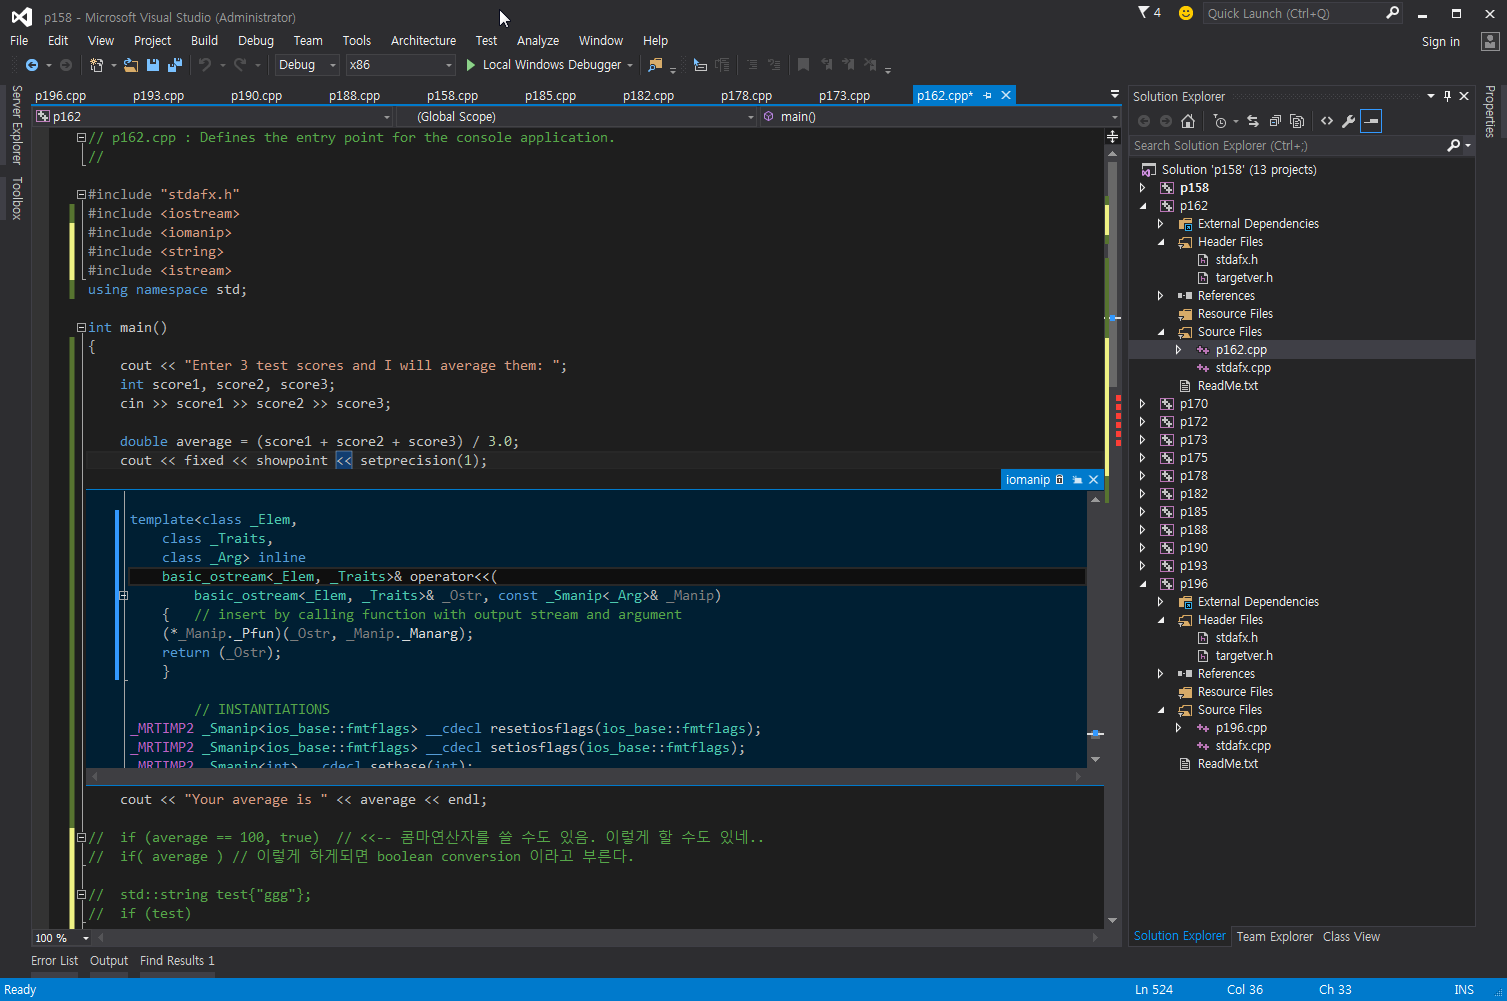 p158 - Microsoft Visual Studio (Administrator)
4
Quick Launch (Ctrl+Q)
File Edit View Project Build Debug Team Tools Architecture Test Analyze Window Help
Sign in
Debug x86 Local Windows Debugger
Server Explorer
Toolbox
p196.cpp p193.cpp p190.cpp p188.cpp p158.cpp p185.cpp p182.cpp p178.cpp p173.cpp p162.cpp*
p162 (Global Scope) main()
// p162.cpp : Defines the entry point for the console application.
//
#include "stdafx.h"
#include <iostream>
#include <iomanip>
#include <string>
#include <istream>
using namespace std;
int main()
{
cout << "Enter 3 test scores and I will average them: ";
int score1, score2, score3;
cin >> score1 >> score2 >> score3;
double average = (score1 + score2 + score3) / 3.0;
cout << fixed << showpoint << setprecision(1);
iomanip
template<class _Elem,
class _Traits,
class _Arg> inline
basic_ostream<_Elem, _Traits>& operator<<(
basic_ostream<_Elem, _Traits>& _Ostr, const _Smanip<_Arg>& _Manip)
{ // insert by calling function with output stream and argument
(*_Manip._Pfun)(_Ostr, _Manip._Manarg);
return (_Ostr);
}
// INSTANTIATIONS
_MRTIMP2 _Smanip<ios_base::fmtflags> __cdecl resetiosflags(ios_base::fmtflags);
_MRTIMP2 _Smanip<ios_base::fmtflags> __cdecl setiosflags(ios_base::fmtflags);
_MRTIMP2 _Smanip<int> __cdecl setbase(int);
cout << "Your average is " << average << endl;
// if (average == 100, true) // <<-- 콤마연산자를 쓸 수도 있음. 이렇게 할 수도 있네..
// if( average ) // 이렇게 하게되면 boolean conversion 이라고 부른다.
// std::string test{"ggg"};
// if (test)
100 %
Solution Explorer
Search Solution Explorer (Ctrl+;)
Solution 'p158' (13 projects)
p158
p162
External Dependencies
Header Files
stdafx.h
targetver.h
References
Resource Files
Source Files
p162.cpp
stdafx.cpp
ReadMe.txt
p170
p172
p173
p175
p178
p182
p185
p188
p190
p193
p196
External Dependencies
Header Files
stdafx.h
targetver.h
References
Resource Files
Source Files
p196.cpp
stdafx.cpp
ReadMe.txt
Solution Explorer Team Explorer Class View
Properties
Error List Output Find Results 1
Ready Ln 524 Col 36 Ch 33 INS